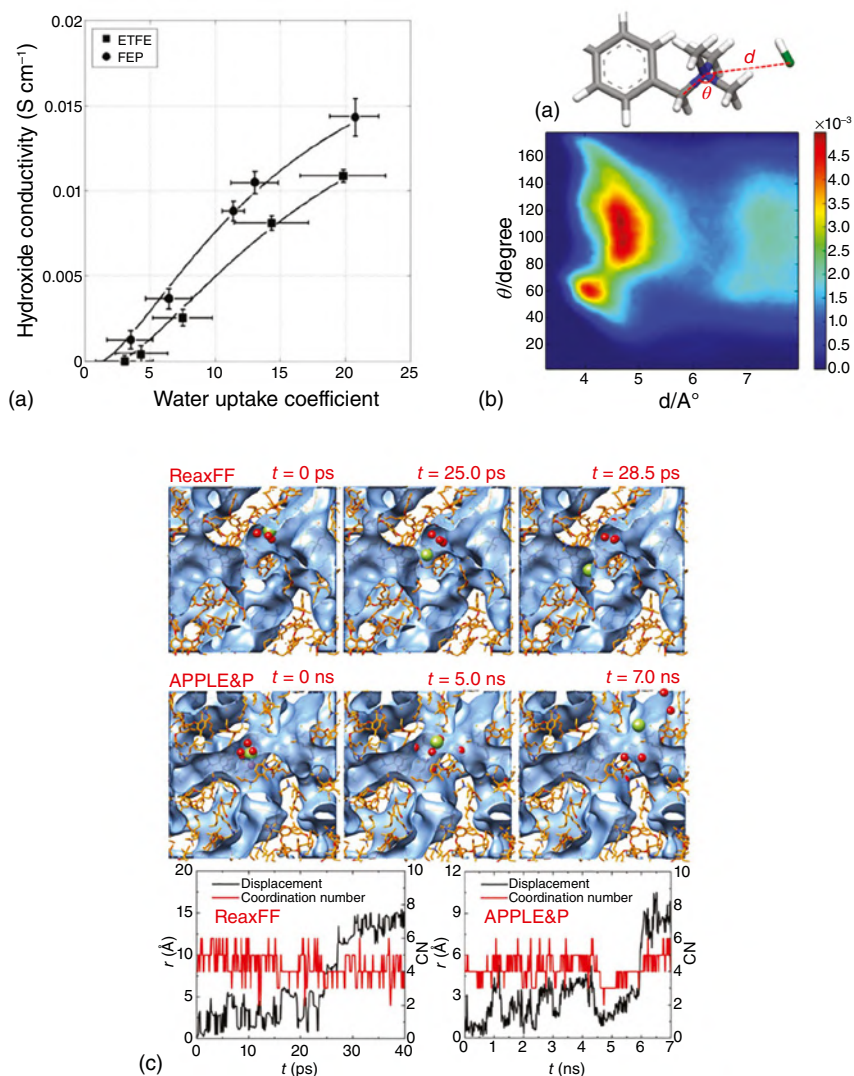 0.02
ETFE
FEP
0.015
0.01
0.005
0
0 5 10 15 20 25
Hydroxide conductivity (S cm⁻¹)
Water uptake coefficient
(a)
d
θ
(a)
×10⁻³
160
140
120
100
80
60
40
20
θ/degree
4 5 6 7
d/A°
5.0
4.5
4.0
3.5
3.0
2.5
2.0
1.5
1.0
0.5
0.0
(b)
ReaxFF t = 0 ps t = 25.0 ps t = 28.5 ps
APPLE&P t = 0 ns t = 5.0 ns t = 7.0 ns
20
15
10
5
0
r (Å)
Displacement
Coordination number
ReaxFF
10
8
6
4
2
0
CN
0 10 20 30 40
t (ps)
12
9
6
3
0
r (Å)
Displacement
Coordination number
APPLE&P
10
8
6
4
2
0
CN
0 1 2 3 4 5 6 7
t (ns)
(c)